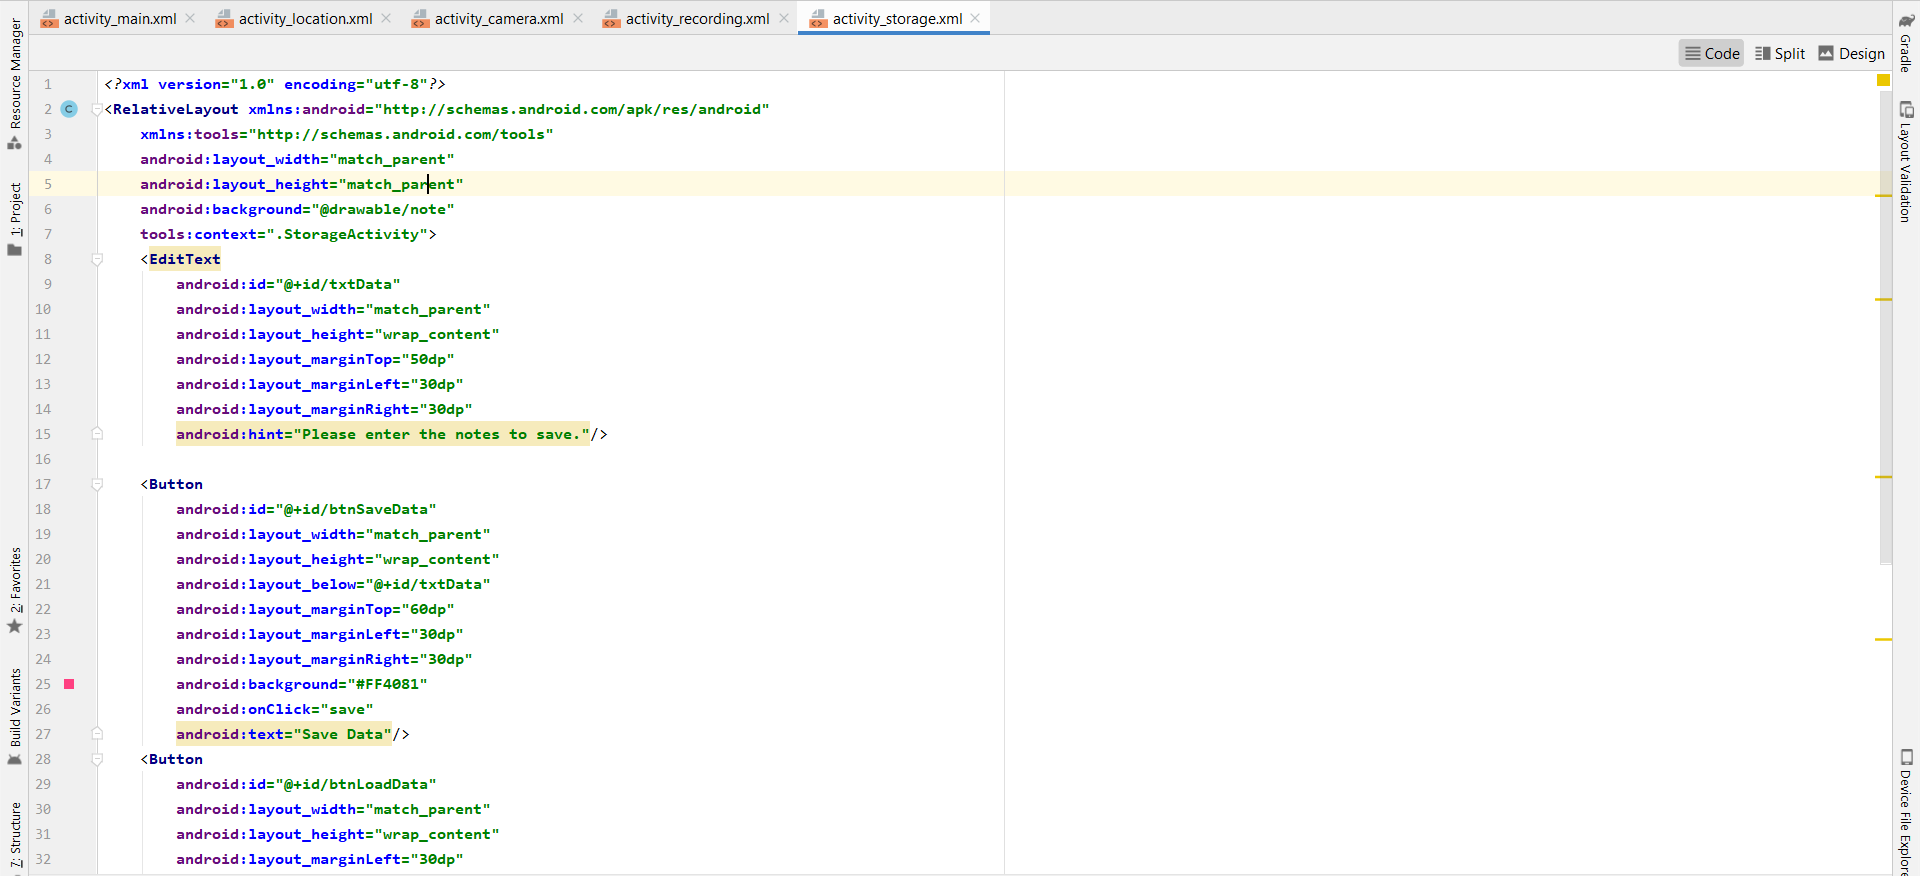 activity_main.xml activity_location.xml activity_camera.xml activity_recording.xml activity_storage.xml
Code Split Design
Resource Manager
1: Project
2: Favorites
Build Variants
7: Structure
1 <?xml version="1.0" encoding="utf-8"?>
2 <RelativeLayout xmlns:android="http://schemas.android.com/apk/res/android"
3 xmlns:tools="http://schemas.android.com/tools"
4 android:layout_width="match_parent"
5 android:layout_height="match_parent"
6 android:background="@drawable/note"
7 tools:context=".StorageActivity">
8 <EditText
9 android:id="@+id/txtData"
10 android:layout_width="match_parent"
11 android:layout_height="wrap_content"
12 android:layout_marginTop="50dp"
13 android:layout_marginLeft="30dp"
14 android:layout_marginRight="30dp"
15 android:hint="Please enter the notes to save."/>
16
17 <Button
18 android:id="@+id/btnSaveData"
19 android:layout_width="match_parent"
20 android:layout_height="wrap_content"
21 android:layout_below="@+id/txtData"
22 android:layout_marginTop="60dp"
23 android:layout_marginLeft="30dp"
24 android:layout_marginRight="30dp"
25 android:background="#FF4081"
26 android:onClick="save"
27 android:text="Save Data"/>
28 <Button
29 android:id="@+id/btnLoadData"
30 android:layout_width="match_parent"
31 android:layout_height="wrap_content"
32 android:layout_marginLeft="30dp"
Gradle
Layout Validation
Device File Explore